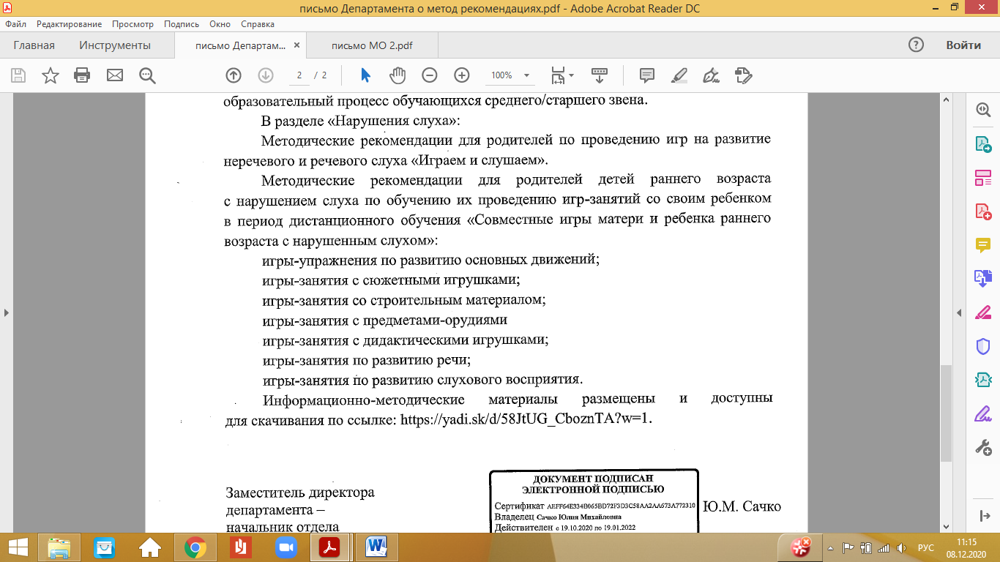 письмо Департамента о метод рекомендациях.pdf - Adobe Acrobat Reader DC
Файл Редактирование Просмотр Подпись Окно Справка
Главная Инструменты письмо Департам... × письмо МО 2.pdf Войти
2 / 2 100%
образовательный процесс обучающихся среднего/старшего звена.
В разделе «Нарушения слуха»:
Методические рекомендации для родителей по проведению игр на развитие
неречевого и речевого слуха «Играем и слушаем».
Методические рекомендации для родителей детей раннего возраста
с нарушением слуха по обучению их проведению игр-занятий со своим ребенком
в период дистанционного обучения «Совместные игры матери и ребенка раннего
возраста с нарушенным слухом»:
игры-упражнения по развитию основных движений;
игры-занятия с сюжетными игрушками;
игры-занятия со строительным материалом;
игры-занятия с предметами-орудиями
игры-занятия с дидактическими игрушками;
игры-занятия по развитию речи;
игры-занятия по развитию слухового восприятия.
Информационно-методические материалы размещены и доступны
для скачивания по ссылке: https://yadi.sk/d/58JtUG_CboznTA?w=1.
ДОКУМЕНТ ПОДПИСАН
ЭЛЕКТРОННОЙ ПОДПИСЬЮ
Заместитель директора
департамента –
начальник отдела
Сертификат AEFF64E334B065BD72F3D3C58AA2AA673A772310
Владелец Сачко Юлия Михайловна
Действителен с 19.10.2020 по 19.01.2022
Ю.М. Сачко
РУС
11:15
08.12.2020